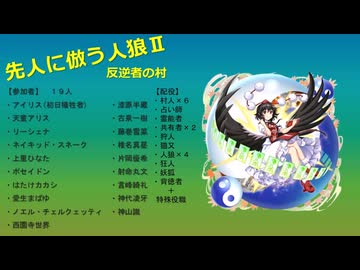 先人に倣う人狼Ⅱ
反逆者の村
【参加者】 19人
・アイリス(初日犠牲者)
・天童アリス
・リーシェナ
・ネイキッド・スネーク
・上里ひなた
・ポセイドン
・はたけカカシ
・愛生まばゆ
・ノエル・チェルクェッティ
・西園寺世界
・漆原半蔵
・古泉一樹
・藤巻雪菜
・椎名真墓
・片岡優希
・射命丸文
・言峰綺礼
・神代凌牙
・神山識
【配役】
・村人×6
・占い師
・霊能者
・共有者×2
・狩人
・猫又
・人狼×4
・狂人
・妖狐
・背徳者
+
特殊役職